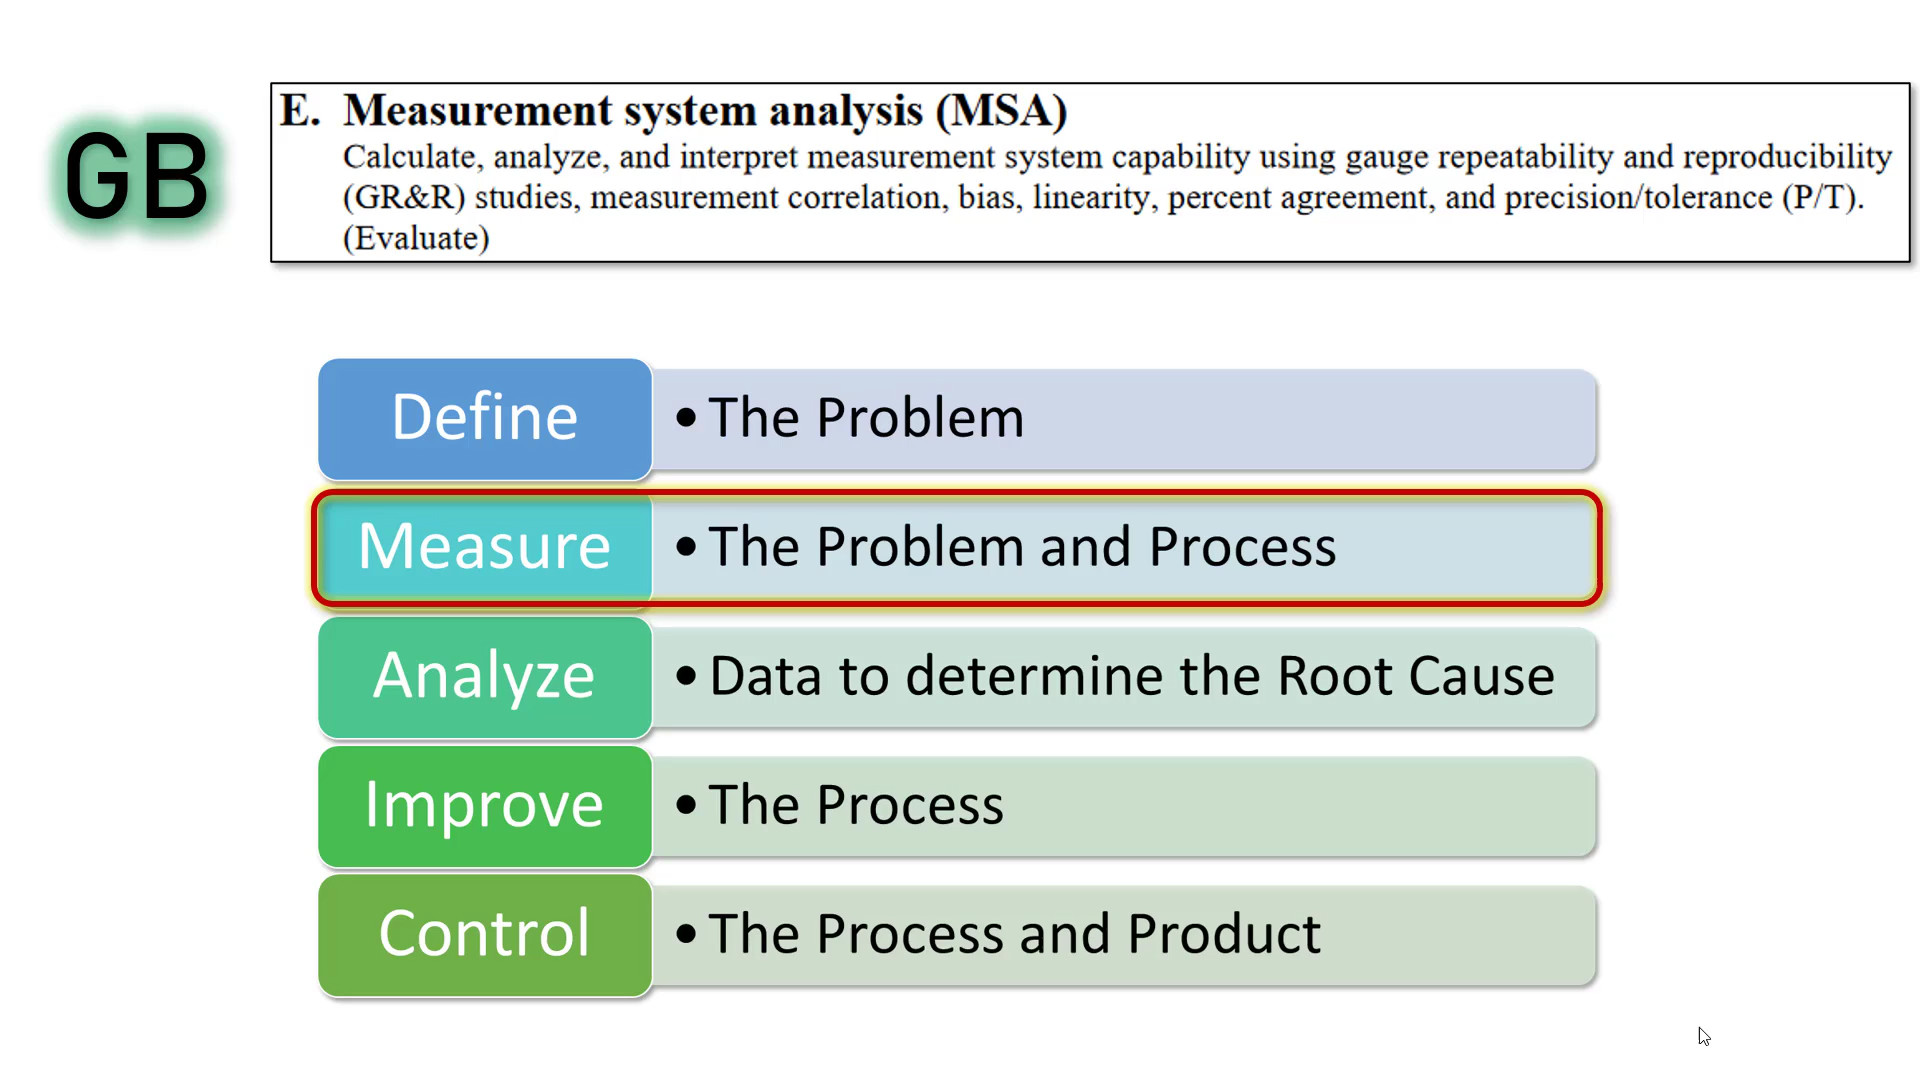 GB
E. Measurement system analysis (MSA)
Calculate, analyze, and interpret measurement system capability using gauge repeatability and reproducibility
(GR&R) studies, measurement correlation, bias, linearity, percent agreement, and precision/tolerance (P/T).
(Evaluate)
Define • The Problem
Measure • The Problem and Process
Analyze • Data to determine the Root Cause
Improve • The Process
Control • The Process and Product